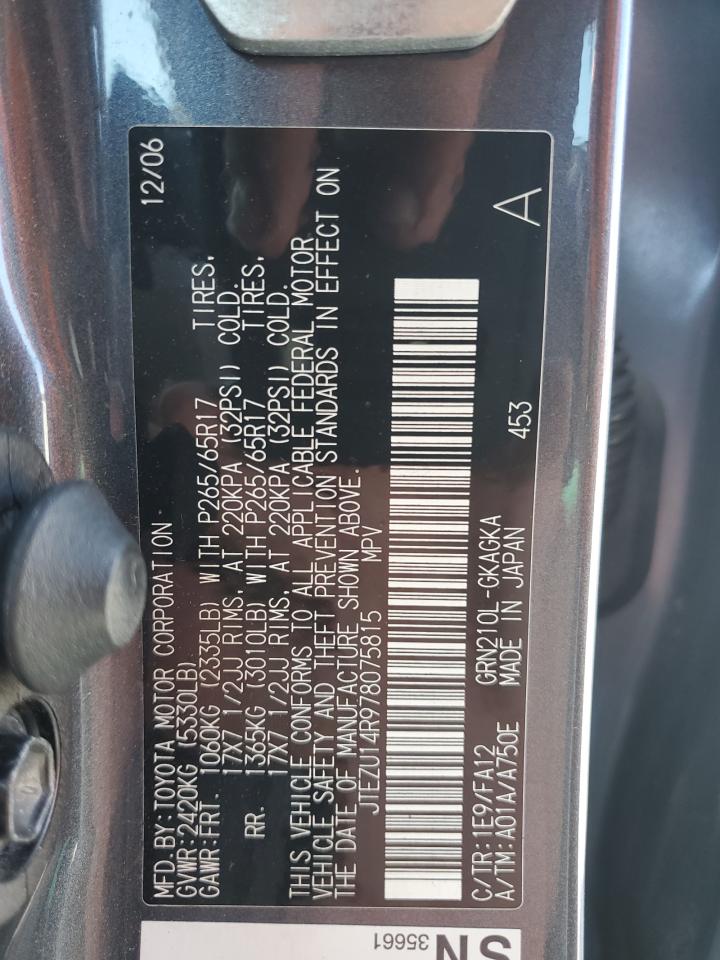 MFD.BY:TOYOTA MOTOR CORPORATION 12/06
GVWR:2420KG (5330LB)
GAWR:FRT. 1060KG (2335LB) WITH P265/65R17 TIRES,
17X7 1/2JJ RIMS, AT 220KPA (32PSI) COLD.
RR. 1365KG (3010LB) WITH P265/65R17 TIRES,
17X7 1/2JJ RIMS, AT 220KPA (32PSI) COLD.
THIS VEHICLE CONFORMS TO ALL APPLICABLE FEDERAL MOTOR
VEHICLE SAFETY AND THEFT PREVENTION STANDARDS IN EFFECT ON
THE DATE OF MANUFACTURE SHOWN ABOVE.
JTEZU14R978075815 MPV
C/TR:1E9/FA12 GRN210L-GKAGKA
A/TM:A01A/A750E MADE IN JAPAN 453 A
SN
35661